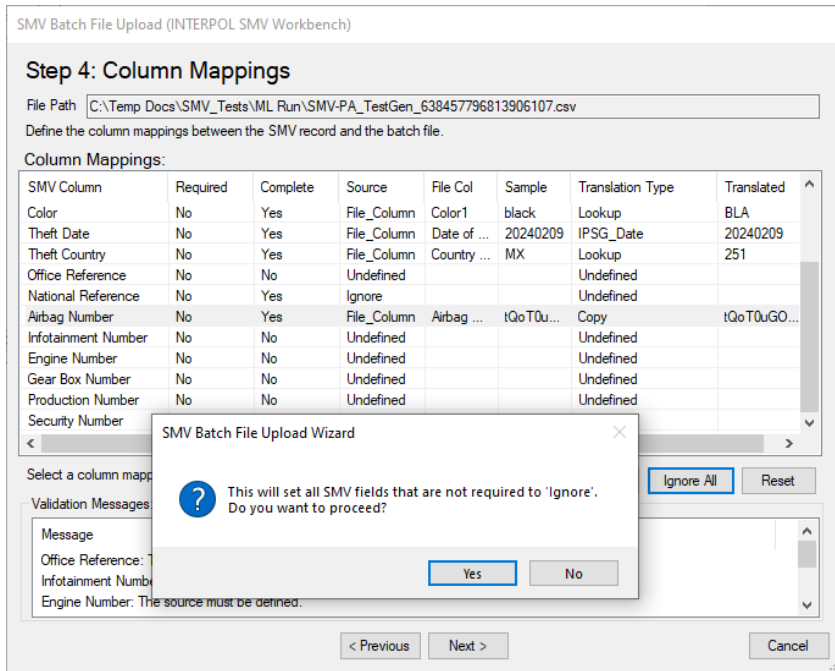 SMV Batch File Upload (INTERPOL SMV Workbench)
Step 4: Column Mappings
File Path C:\Temp Docs\SMV_Tests\ML Run\SMV-PA_TestGen_638457796813906107.csv
Define the column mappings between the SMV record and the batch file.
Column Mappings:
SMV Column Required Complete Source File Col Sample Translation Type Translated
Color No Yes File_Column Color1 black Lookup BLA
Theft Date No Yes File_Column Date of ... 20240209 IPSG_Date 20240209
Theft Country No Yes File_Column Country ... MX Lookup 251
Office Reference No No Undefined Undefined
National Reference No Yes Ignore Undefined
Airbag Number No Yes File_Column Airbag ... tQoT0u... Copy tQoT0uGO...
Infotainment Number No No Undefined Undefined
Engine Number No No Undefined Undefined
Gear Box Number No No Undefined Undefined
Production Number No No Undefined Undefined
Security Number
SMV Batch File Upload Wizard
This will set all SMV fields that are not required to 'Ignore'.
Do you want to proceed?
Yes No
Select a column mapp
Ignore All Reset
Validation Messages:
Message
Office Reference:
Infotainment Numbe
Engine Number: The source must be defined.
< Previous Next > Cancel